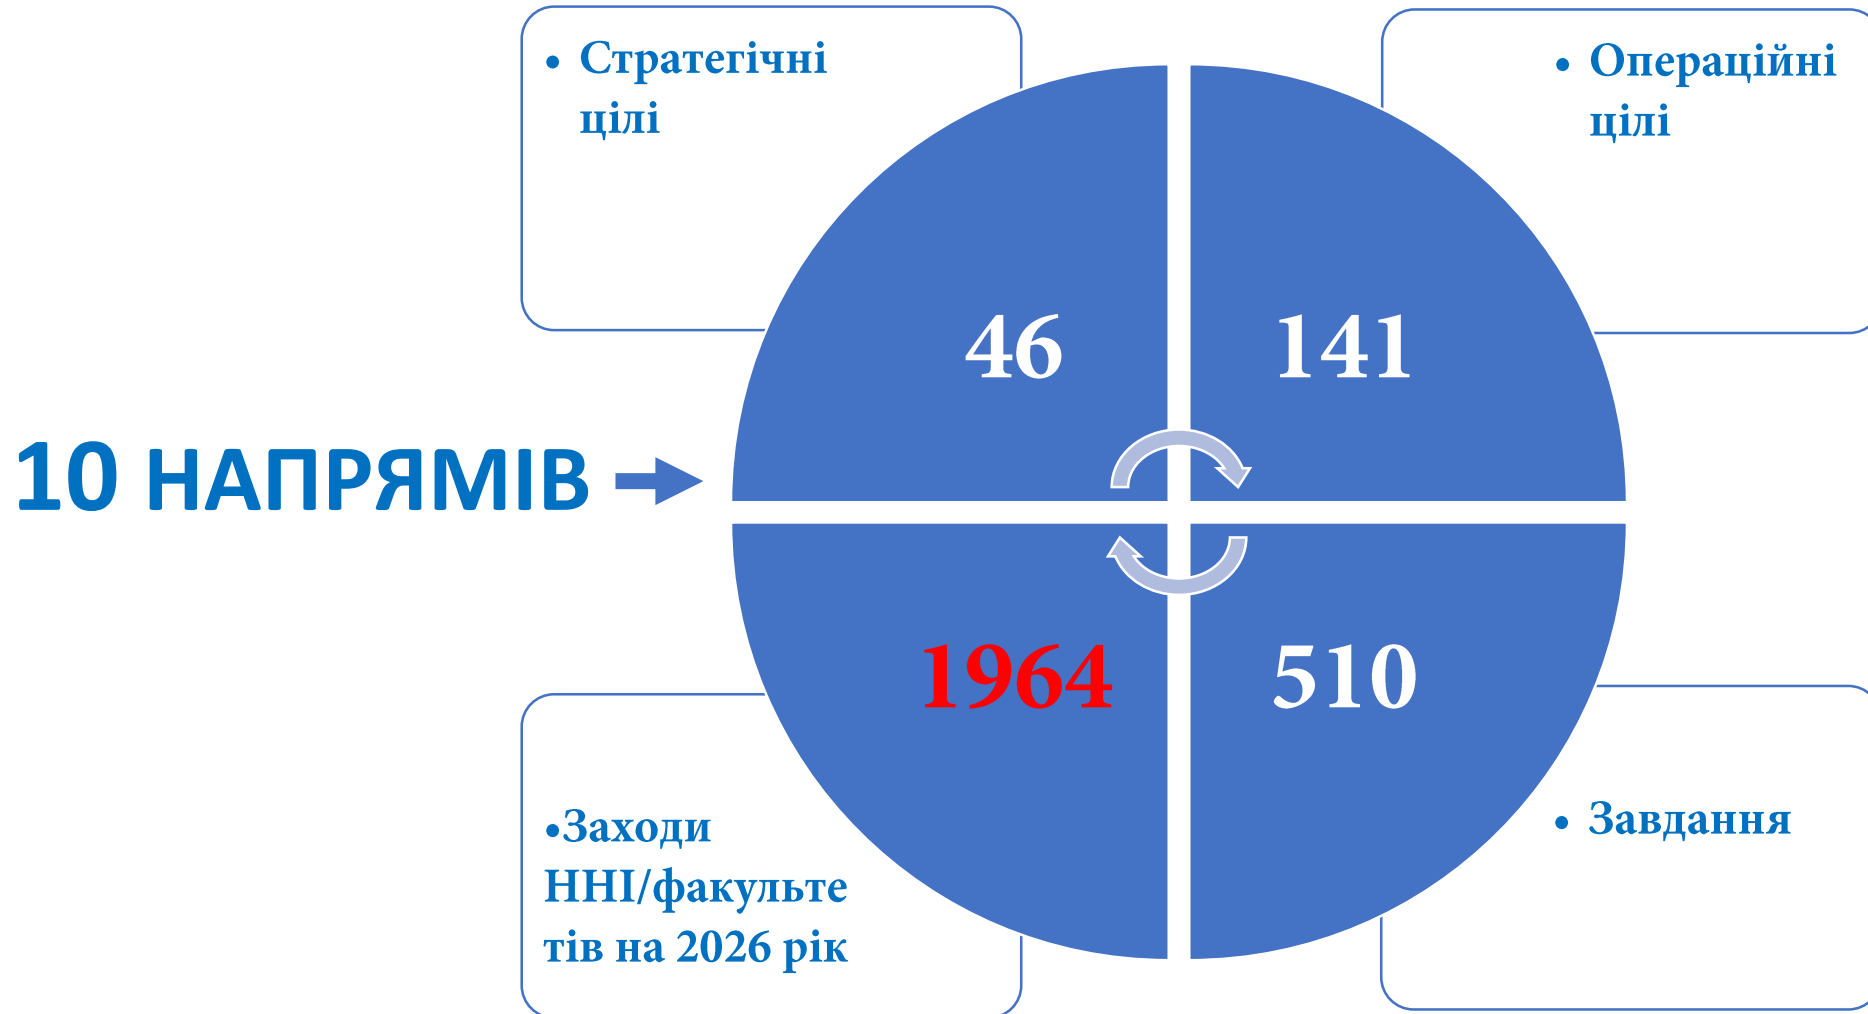 • Стратегічні
цілі
• Операційні
цілі
46
141
10 НАПРЯМІВ
1964
510
•Заходи
ННІ/факульте
тів на 2026 рік
• Завдання